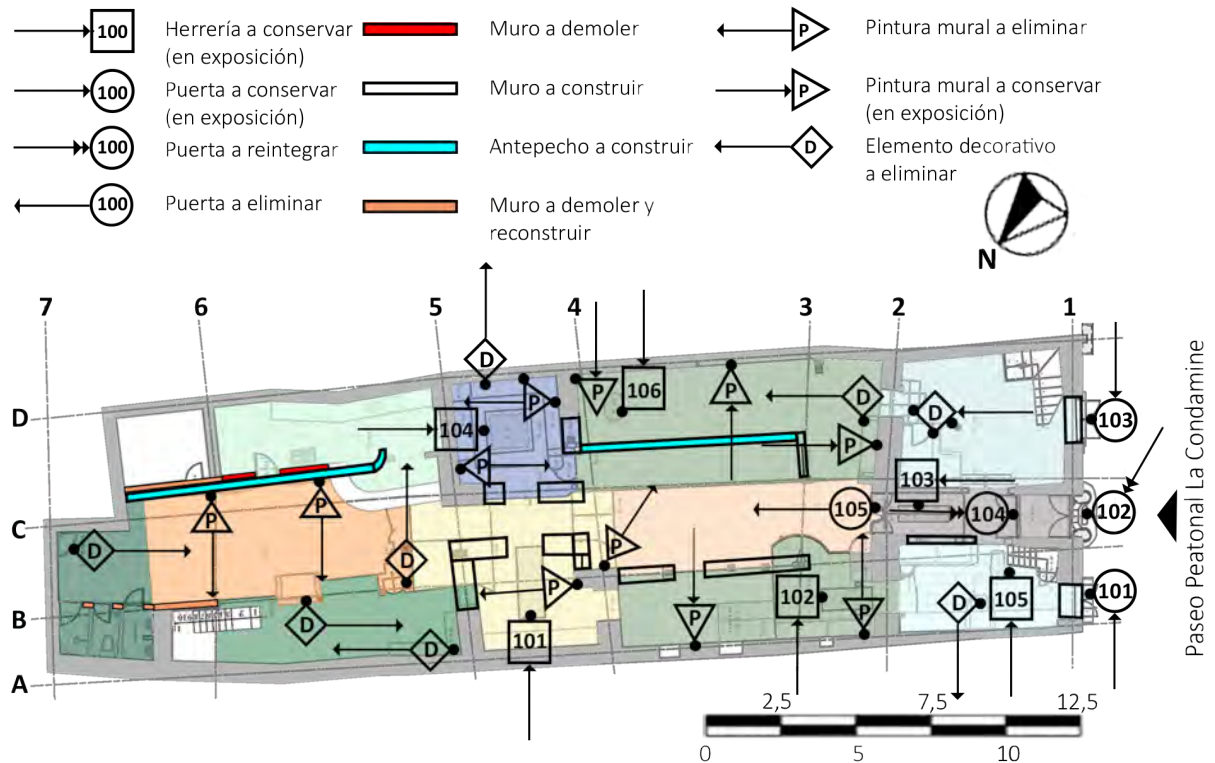 100 Herrería a conservar
(en exposición)
100 Puerta a conservar
(en exposición)
100 Puerta a reintegrar
100 Puerta a eliminar
Muro a demoler
Muro a construir
Antepecho a construir
Muro a demoler y
reconstruir
P Pintura mural a eliminar
P Pintura mural a conservar
(en exposición)
D Elemento decorativo
a eliminar
N
7 6 5 4 3 2 1
D
C
B
A
D
P P 106 P D D 103
104 P P
103
105 104 102
P P P
D D
P 102 P D 105 101
D P
D 101
Paseo Peatonal La Condamine
2,5 7,5 12,5
0 5 10